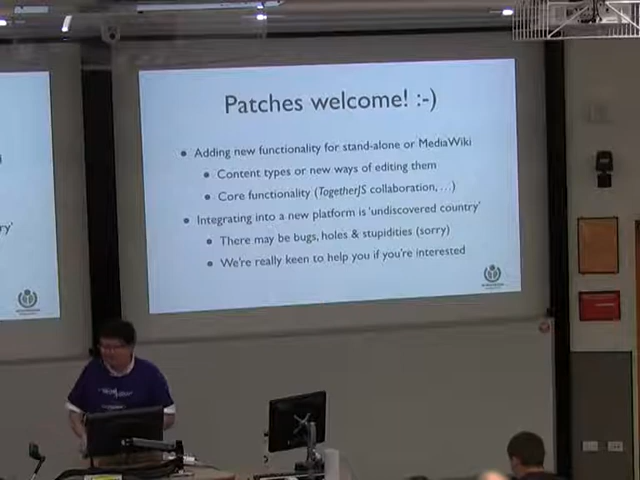 Patches welcome! :-)
Adding new functionality for stand-alone or MediaWiki
Content types or new ways of editing them
Core functionality (TogetherJS collaboration, …)
Integrating into a new platform is 'undiscovered country'
There may be bugs, holes & stupidities (sorry)
We're really keen to help you if you're interested
y'